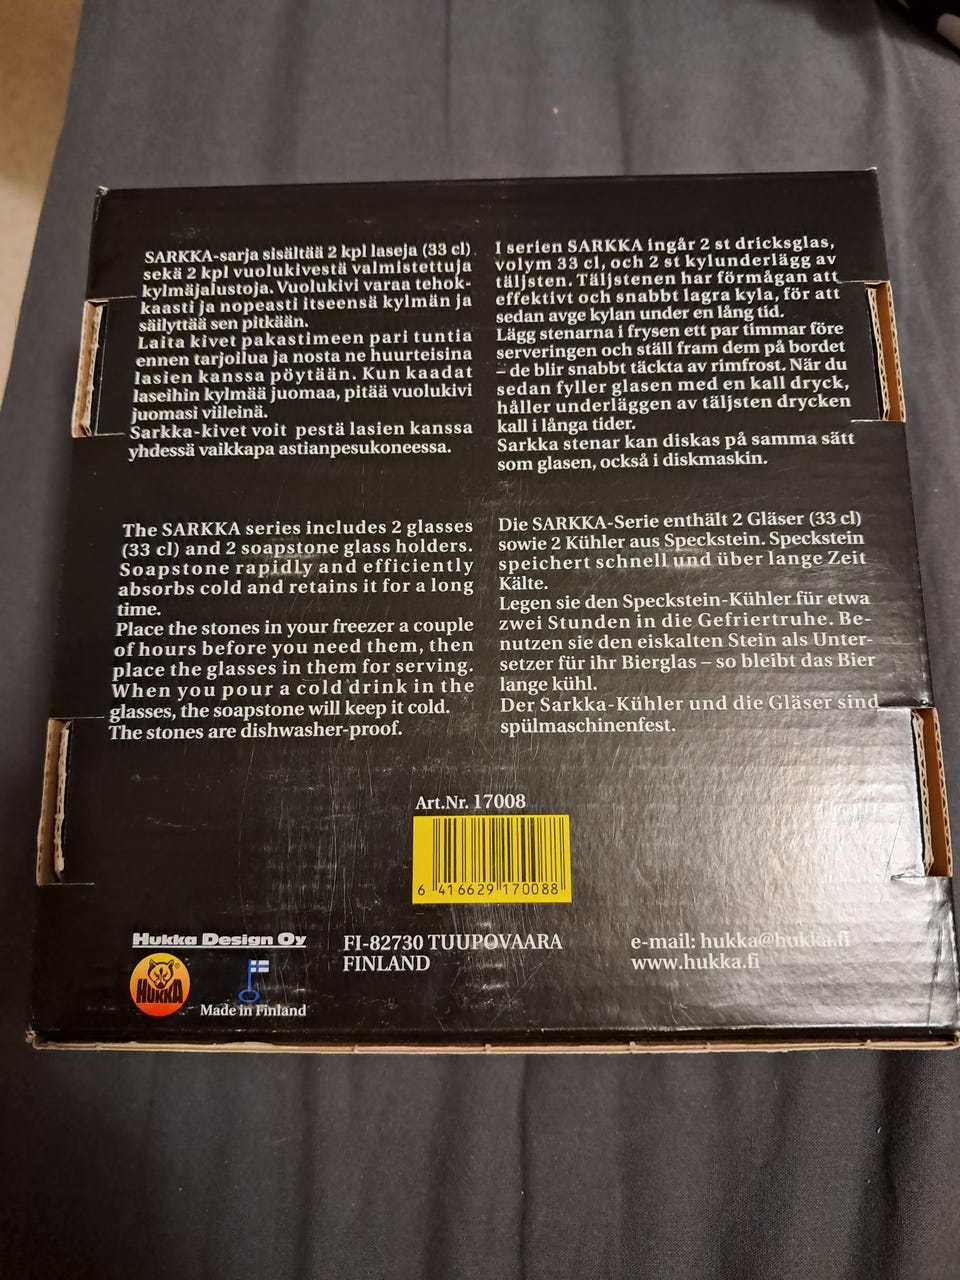 SARKKA-sarja sisältää 2 kpl laseja (33 cl)
sekä 2 kpl vuolukivestä valmistettuja
kylmäjalustoja. Vuolukivi varaa tehok-
kaasti ja nopeasti itseensä kylmän ja
säilyttää sen pitkään.
Laita kivet pakastimeen pari tuntia
ennen tarjoilua ja nosta ne huurteisina
lasien kanssa pöytään. Kun kaadat
laseihin kylmää juomaa, pitää vuolukivi
juomasi viileinä.
Sarkka-kivet voit pestä lasien kanssa
yhdessä vaikkapa astianpesukoneessa.
I serien SARKKA ingår 2 st dricksglas,
volym 33 cl, och 2 st kylunderlägg av
täljsten. Täljstenen har förmågan att
effektivt och snabbt lagra kyla, för att
sedan avge kylan under en lång tid.
Lägg stenarna i frysen ett par timmar före
serveringen och ställ fram dem på bordet
– de blir snabbt täckta av rimfrost. När du
sedan fyller glasen med en kall dryck,
håller underläggen av täljsten drycken
kall i långa tider.
Sarkka stenar kan diskas på samma sätt
som glasen, också i diskmaskin.
The SARKKA series includes 2 glasses
(33 cl) and 2 soapstone glass holders.
Soapstone rapidly and efficiently
absorbs cold and retains it for a long
time.
Place the stones in your freezer a couple
of hours before you need them, then
place the glasses in them for serving.
When you pour a cold drink in the
glasses, the soapstone will keep it cold.
The stones are dishwasher-proof.
Die SARKKA-Serie enthält 2 Gläser (33 cl)
sowie 2 Kühler aus Speckstein. Speckstein
speichert schnell und über lange Zeit
Kälte.
Legen sie den Speckstein-Kühler für etwa
zwei Stunden in die Gefriertruhe. Be-
nutzen sie den eiskalten Stein als Unter-
setzer für ihr Bierglas – so bleibt das Bier
lange kühl.
Der Sarkka-Kühler und die Gläser sind
spülmaschinenfest.
Art.Nr. 17008
6 416629 170088
Hukka Design Oy
HUKKA
Made in Finland
FI-82730 TUUPOVAARA
FINLAND
e-mail: hukka@hukka.fi
www.hukka.fi